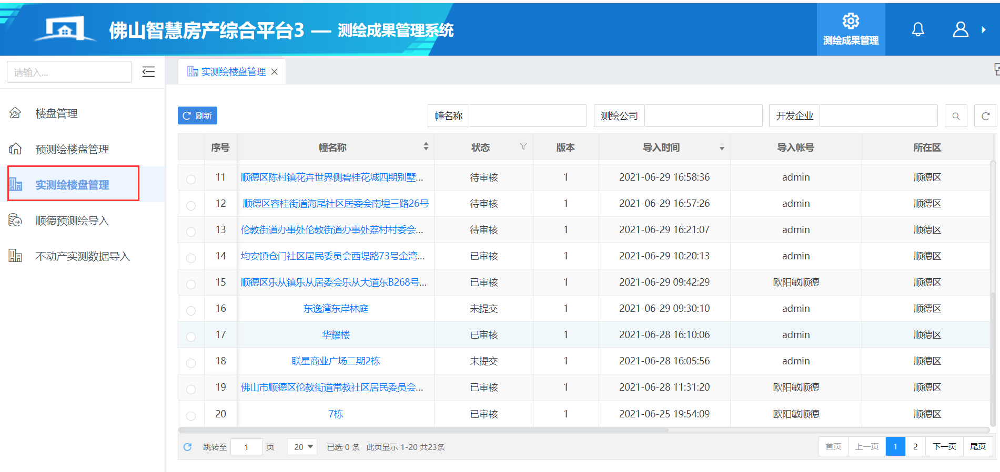 佛山智慧房产综合平台3 — 测绘成果管理系统
测绘成果管理
请输入...
实测绘楼盘管理
楼盘管理
预测绘楼盘管理
实测绘楼盘管理
顺德预测绘导入
不动产实测数据导入
刷新 幢名称 测绘公司 开发企业
序号 幢名称 状态 版本 导入时间 导入帐号 所在区
11 顺德区陈村镇花卉世界侧碧桂花城四期别墅... 待审核 1 2021-06-29 16:58:36 admin 顺德区
12 顺德区容桂街道海尾社区居委会南堤三路26号 待审核 1 2021-06-29 16:57:26 admin 顺德区
13 伦教街道办事处伦教街道办事处荔村村委会... 待审核 1 2021-06-29 16:21:07 admin 顺德区
14 均安镇仓门社区居民委员会西堤路73号金湾... 已审核 1 2021-06-29 10:20:13 admin 顺德区
15 顺德区乐从镇乐从居委会乐从大道东B268号... 已审核 1 2021-06-29 09:42:29 欧阳敏顺德 顺德区
16 东逸湾东岸林庭 未提交 1 2021-06-29 09:30:10 admin 顺德区
17 华耀楼 已审核 1 2021-06-28 16:10:06 admin 顺德区
18 联星商业广场二期2栋 未提交 1 2021-06-28 16:05:56 admin 顺德区
19 佛山市顺德区伦教街道常教社区居民委员会... 已审核 1 2021-06-28 11:31:20 欧阳敏顺德 顺德区
20 7栋 已审核 1 2021-06-25 19:54:09 欧阳敏顺德 顺德区
跳转至 1 页 20 已选 0 条 此页显示 1-20 共23条 首页 上一页 1 2 下一页 尾页